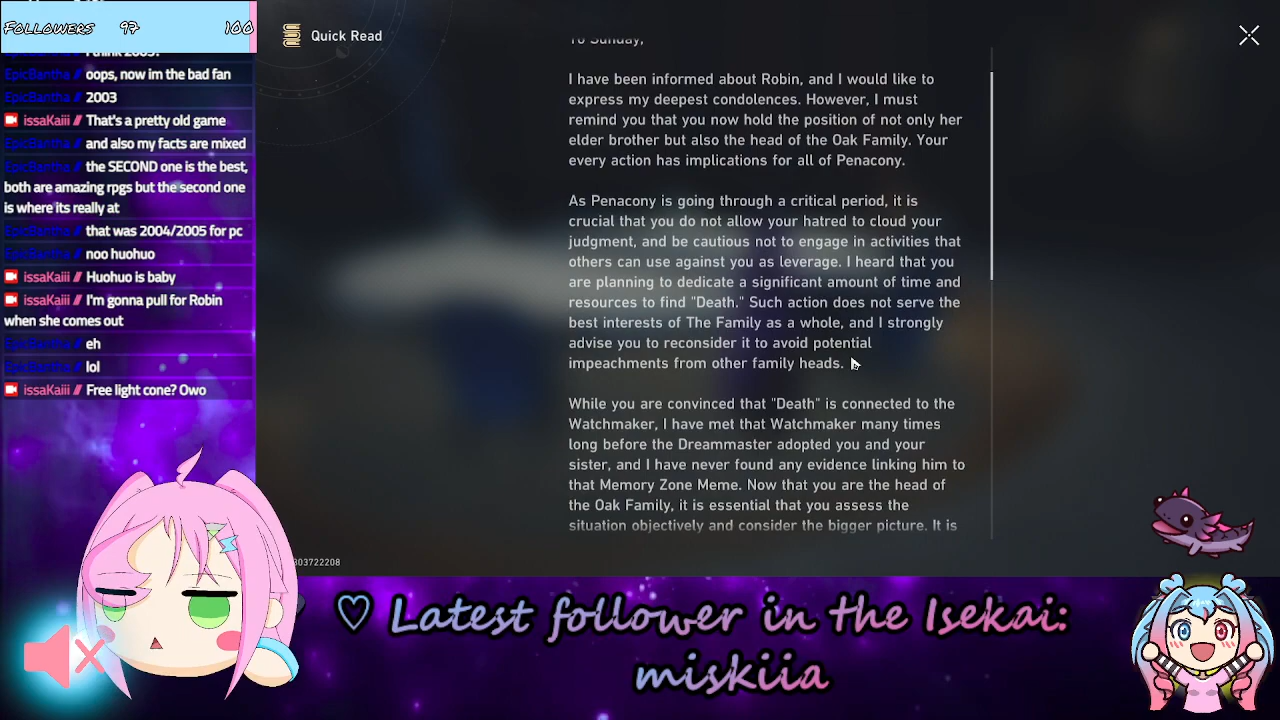 Followers 97 100
I think 2003?
EpicBantha // oops, now im the bad fan
EpicBantha // 2003
issaKaiii // That's a pretty old game
EpicBantha // and also my facts are mixed
EpicBantha // the SECOND one is the best,
both are amazing rpgs but the second one
is where its really at
EpicBantha // that was 2004/2005 for pc
EpicBantha // noo huohuo
issaKaiii // Huohuo is baby
issaKaiii // I'm gonna pull for Robin
when she comes out
EpicBantha // eh
EpicBantha // lol
issaKaiii // Free light cone? Owo
Quick Read
To Sunday,
I have been informed about Robin, and I would like to
express my deepest condolences. However, I must
remind you that you now hold the position of not only her
elder brother but also the head of the Oak Family. Your
every action has implications for all of Penacony.
As Penacony is going through a critical period, it is
crucial that you do not allow your hatred to cloud your
judgment, and be cautious not to engage in activities that
others can use against you as leverage. I heard that you
are planning to dedicate a significant amount of time and
resources to find "Death." Such action does not serve the
best interests of The Family as a whole, and I strongly
advise you to reconsider it to avoid potential
impeachments from other family heads.
While you are convinced that "Death" is connected to the
Watchmaker, I have met that Watchmaker many times
long before the Dreammaster adopted you and your
sister, and I have never found any evidence linking him to
that Memory Zone Meme. Now that you are the head of
the Oak Family, it is essential that you assess the
situation objectively and consider the bigger picture. It is
303722208
♡ Latest follower in the Isekai:
miskiia